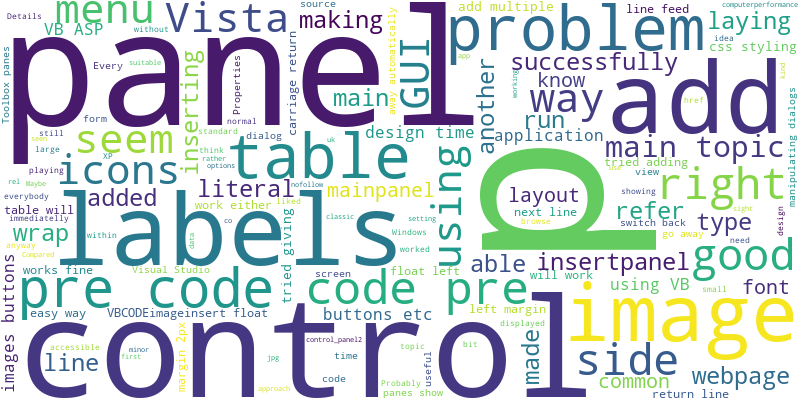 panel
control
labels
add
image
p
problem
table
pre code
code pre
right
side
good
way
icons
seem
menu
Vista
VB ASP
source
making
main
GUI
add multiple
line feed
computerperformance
laying
idea
css styling
successfully
know
another
run
application
working
main topic
tried adding
href
view
kind
manipulating dialogs
Details
without
Every
suitable
Toolbox panes
form
standard
inserting
Properties
normal
dialog
carriage return
away automatically
app
design time
still
large
seen
XP
think
rather
options
uk
playing
rel
Maybe
everybody
immediately
added
literal
nofollow
mainpanel
work either
liked
table will
wrap
within
co
data
tried giving
classic
setting
Windows
worked
using
layout
next line
browse
use
showing
switch back
go away
need
sight
design
refer
type
anyway
Compared
works fine
Visual Studio
screen
float left
able
insertpanel
will work
using VB
small
font
left margin
easy way
VBCODEimageinsert float
buttons etc
displayed
images buttons
line
accessible
first
minor
margin 2px
jpg
approach
control_panel2
time
code
topic
Probably
panes show
bit
useful
made
common
webpage
return line